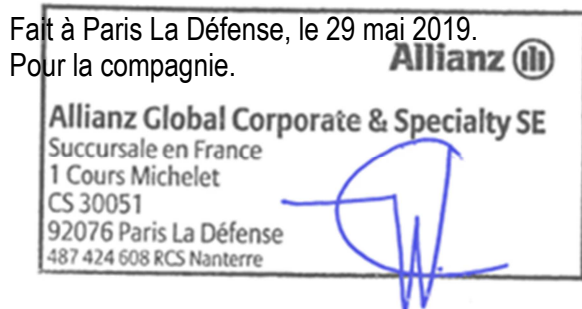 Fait à Paris La Défense, le 29 mai 2019.
Pour la compagnie.
Allianz
Allianz Global Corporate & Specialty SE
Succursale en France
1 Cours Michelet
CS 30051
92076 Paris La Défense
487 424 608 RCS Nanterre